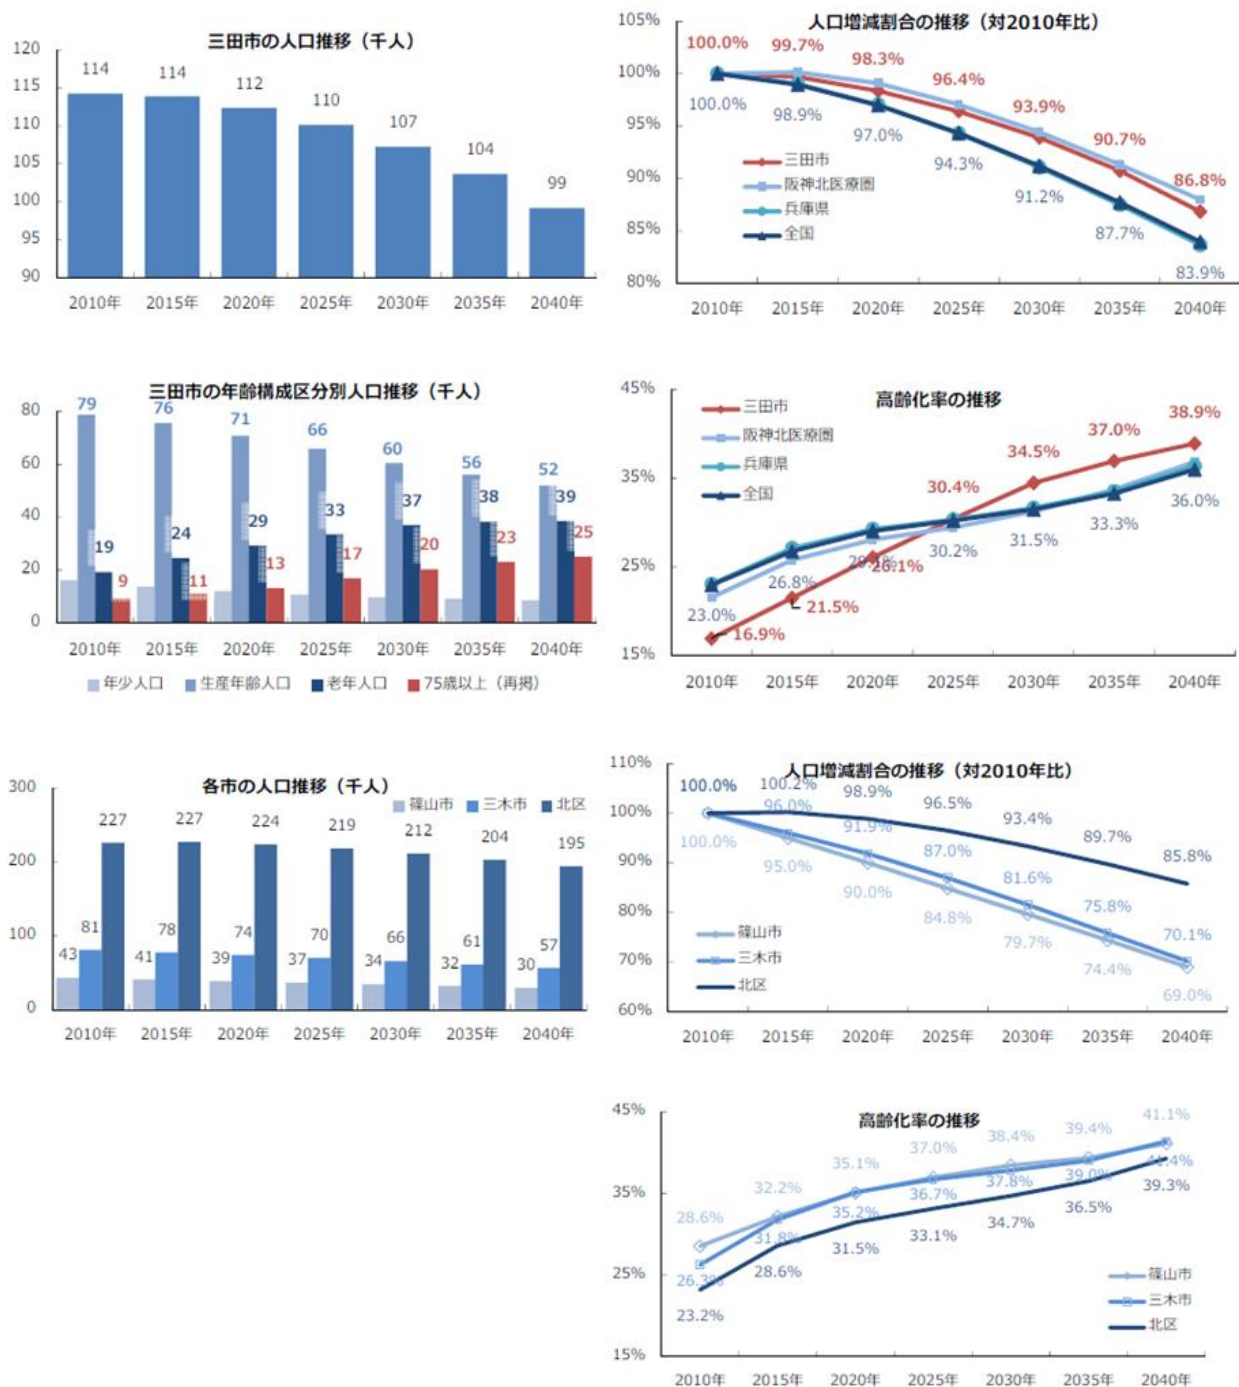 三田市の人口推移（千人）
120
115
110
105
100
95
90
114
114
112
110
107
104
99
2010年 2015年 2020年 2025年 2030年 2035年 2040年
人口増減割合の推移（対2010年比）
105%
100%
95%
90%
85%
80%
100.0% 99.7% 98.3% 96.4% 93.9% 90.7% 86.8%
100.0% 98.9% 97.0% 94.3% 91.2% 87.7% 83.9%
三田市
阪神北医療圏
兵庫県
全国
2010年 2015年 2020年 2025年 2030年 2035年 2040年
三田市の年齢構成区分別人口推移（千人）
80
60
40
20
0
79 76 71 66 60 56 52
19 24 29 33 37 38 39
9 11 13 17 20 23 25
2010年 2015年 2020年 2025年 2030年 2035年 2040年
年少人口 生産年齢人口 老年人口 75歳以上（再掲）
高齢化率の推移
45%
35%
25%
15%
三田市
阪神北医療圏
兵庫県
全国
16.9% 21.5% 26.1% 30.4% 34.5% 37.0% 38.9%
23.0% 26.8% 30.2% 31.5% 33.3% 36.0%
2010年 2015年 2020年 2025年 2030年 2035年 2040年
各市の人口推移（千人）
300
200
100
0
篠山市 三木市 北区
227 227 224 219 212 204 195
81 78 74 70 66 61 57
43 41 39 37 34 32 30
2010年 2015年 2020年 2025年 2030年 2035年 2040年
人口増減割合の推移（対2010年比）
110%
100%
90%
80%
70%
60%
100.0% 100.2% 98.9% 96.5% 93.4% 89.7% 85.8%
96.0% 91.9% 87.0% 81.6% 75.8% 70.1%
100.0% 95.0% 90.0% 84.8% 79.7% 74.4% 69.0%
篠山市
三木市
北区
2010年 2015年 2020年 2025年 2030年 2035年 2040年
高齢化率の推移
45%
35%
25%
15%
28.6% 32.2% 35.1% 37.0% 38.4% 39.4% 41.1%
26.3% 31.8% 35.2% 36.7% 37.8% 39.0%
23.2% 28.6% 31.5% 33.1% 34.7% 36.5% 39.3%
篠山市
三木市
北区
2010年 2015年 2020年 2025年 2030年 2035年 2040年